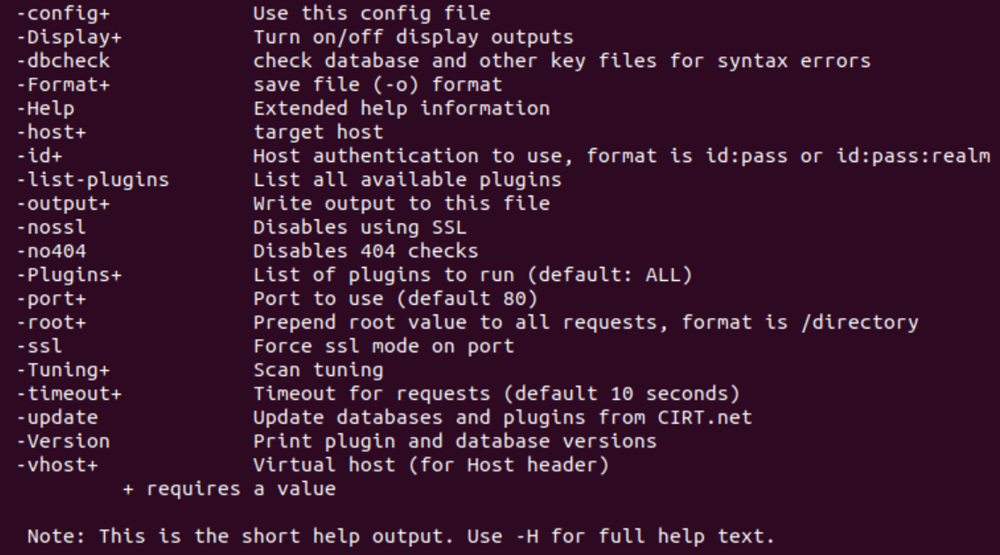 -config+ Use this config file
-Display+ Turn on/off display outputs
-dbcheck check database and other key files for syntax errors
-Format+ save file (-o) format
-Help Extended help information
-host+ target host
-id+ Host authentication to use, format is id:pass or id:pass:realm
-list-plugins List all available plugins
-output+ Write output to this file
-nossl Disables using SSL
-no404 Disables 404 checks
-Plugins+ List of plugins to run (default: ALL)
-port+ Port to use (default 80)
-root+ Prepend root value to all requests, format is /directory
-ssl Force ssl mode on port
-Tuning+ Scan tuning
-timeout+ Timeout for requests (default 10 seconds)
-update Update databases and plugins from CIRT.net
-Version Print plugin and database versions
-vhost+ Virtual host (for Host header)
+ requires a value
Note: This is the short help output. Use -H for full help text.